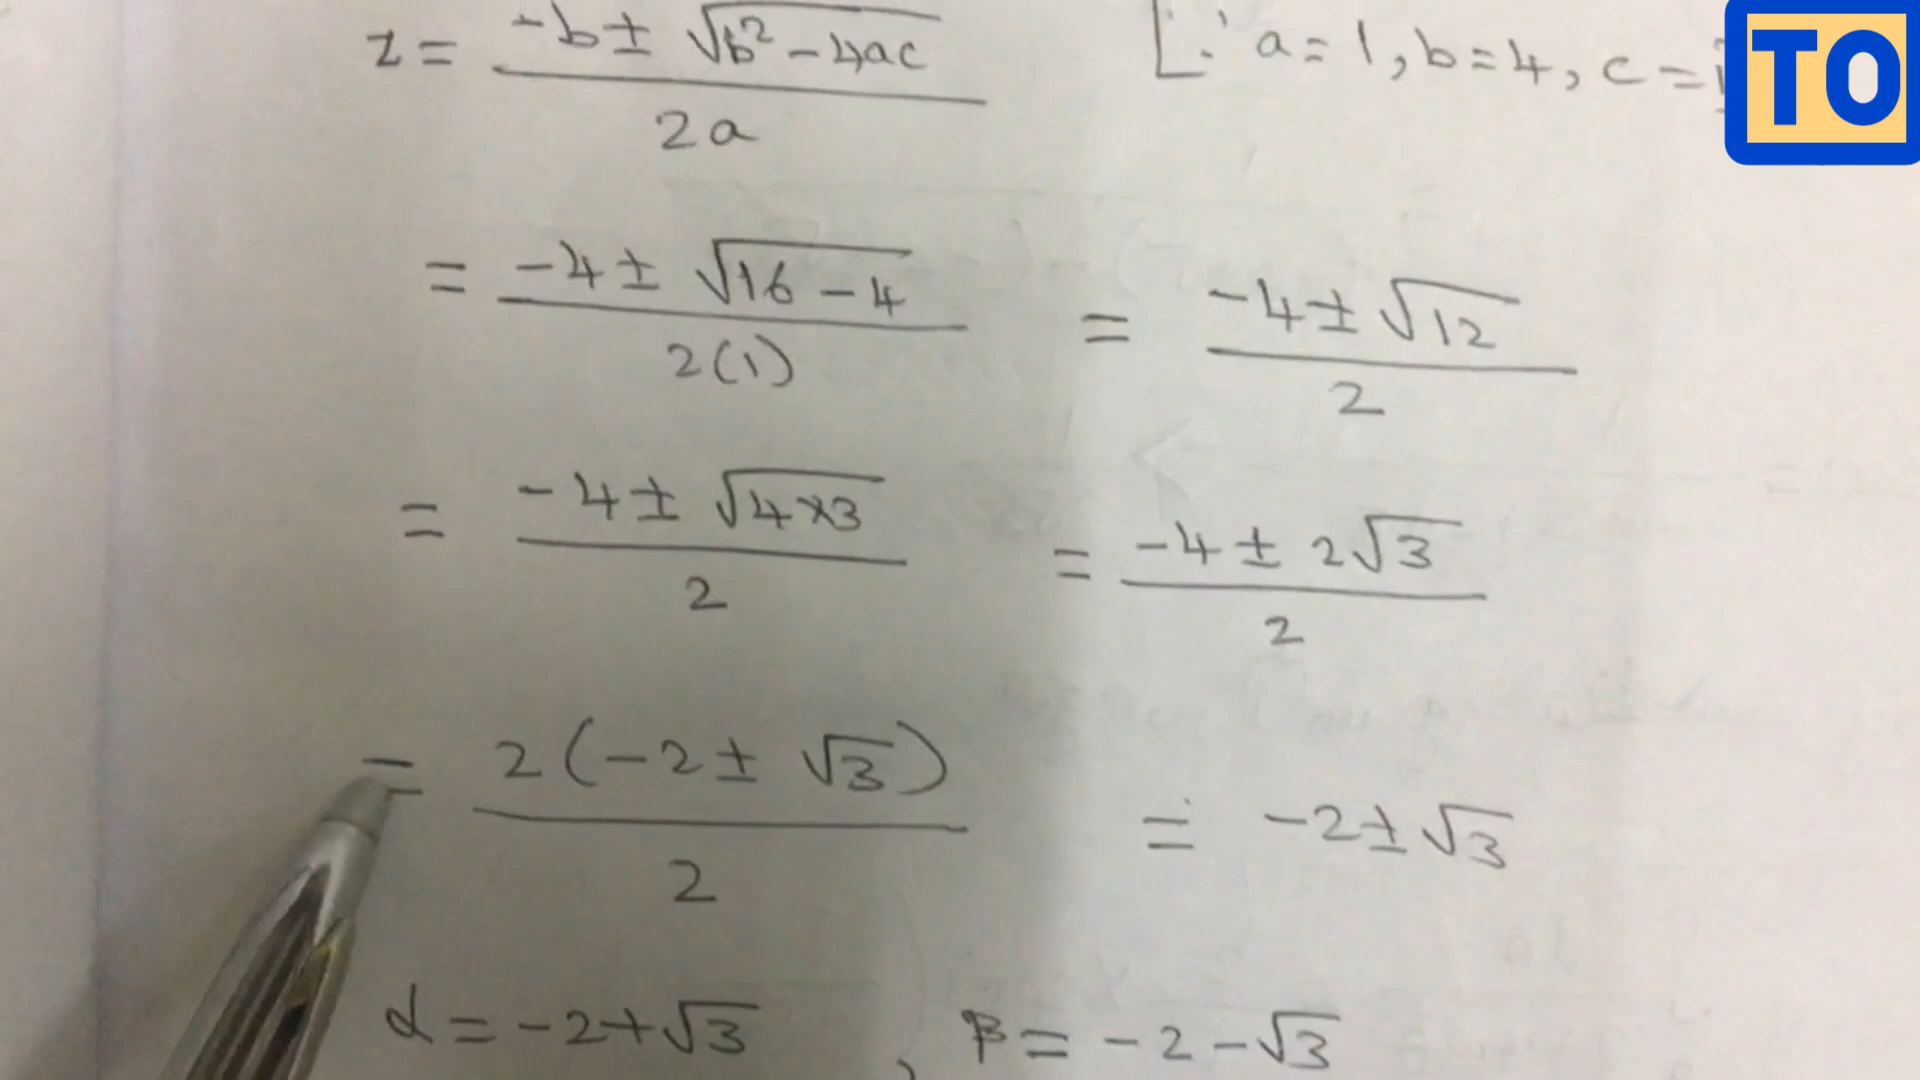 z = (-b ± √(b² - 4ac)) / 2a [∵ a = 1, b = 4, c =
TO
= (-4 ± √(16 - 4)) / 2(1) = (-4 ± √12) / 2
= (-4 ± √(4×3)) / 2 = (-4 ± 2√3) / 2
= 2(-2 ± √3) / 2 = -2 ± √3
α = -2 + √3 , β = -2 - √3